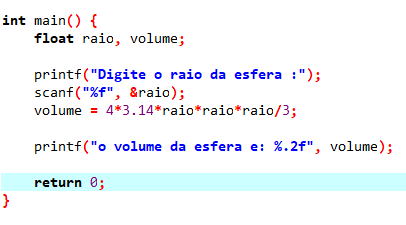 int main() {
float raio, volume;
printf("Digite o raio da esfera :");
scanf("%f", &raio);
volume = 4*3.14*raio*raio*raio/3;
printf("o volume da esfera e: %.2f", volume);
return 0;
}